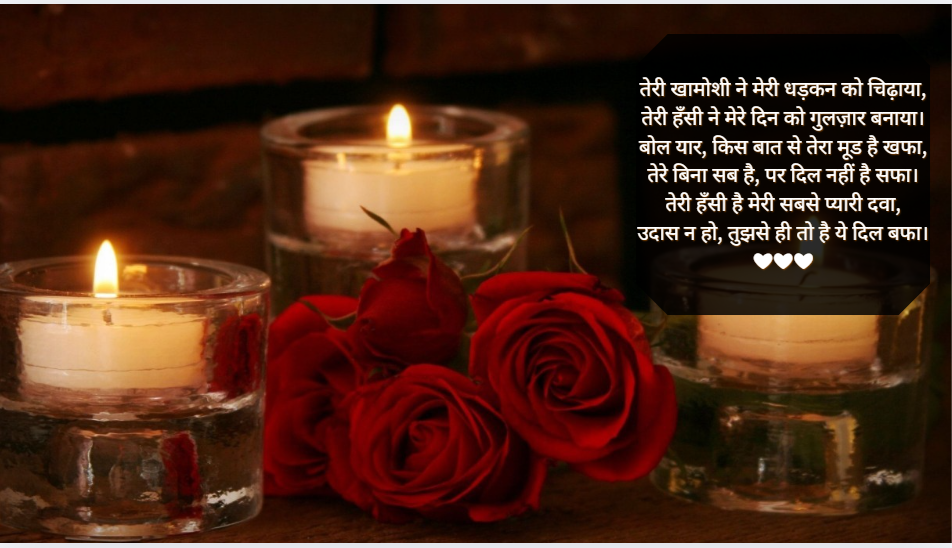 तेरी खामोशी ने मेरी धड़कन को चिढ़ाया,
तेरी हँसी ने मेरे दिन को गुलज़ार बनाया।
बोल यार, किस बात से तेरा मूड है खफा,
तेरे बिना सब है, पर दिल नहीं है सफा।
तेरी हँसी है मेरी सबसे प्यारी दवा,
उदास न हो, तुझसे ही तो है ये दिल बफा।
🤍🤍🤍